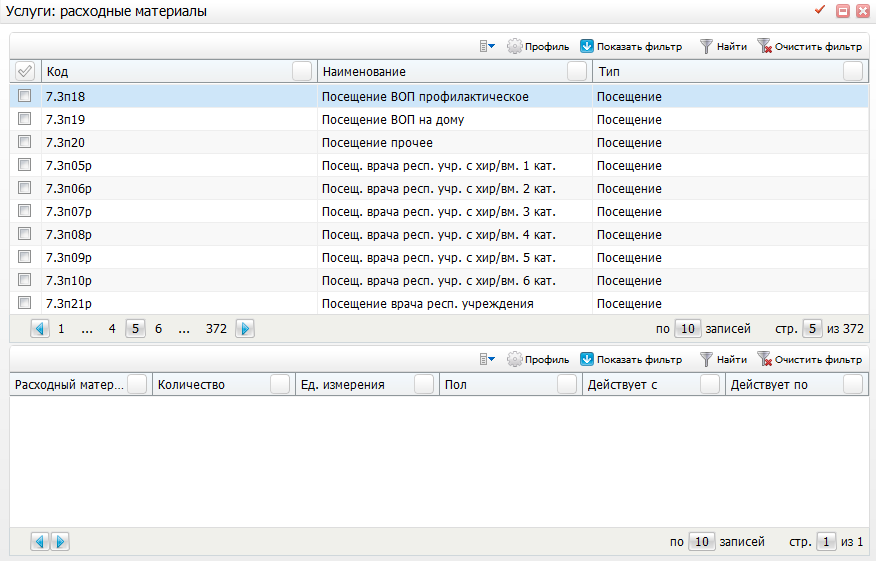 Услуги: расходные материалы
Профиль Показать фильтр Найти Очистить фильтр
Код Наименование Тип
7.3п18 Посещение ВОП профилактическое Посещение
7.3п19 Посещение ВОП на дому Посещение
7.3п20 Посещение прочее Посещение
7.3п05р Посещ. врача респ. учр. с хир/вм. 1 кат. Посещение
7.3п06р Посещ. врача респ. учр. с хир/вм. 2 кат. Посещение
7.3п07р Посещ. врача респ. учр. с хир/вм. 3 кат. Посещение
7.3п08р Посещ. врача респ. учр. с хир/вм. 4 кат. Посещение
7.3п09р Посещ. врача респ. учр. с хир/вм. 5 кат. Посещение
7.3п10р Посещ. врача респ. учр. с хир/вм. 6 кат. Посещение
7.3п21р Посещение врача респ. учреждения Посещение
1 ... 4 5 6 ... 372 по 10 записей стр. 5 из 372
Профиль Показать фильтр Найти Очистить фильтр
Расходный матер... Количество Ед. измерения Пол Действует с Действует по
по 10 записей стр. 1 из 1